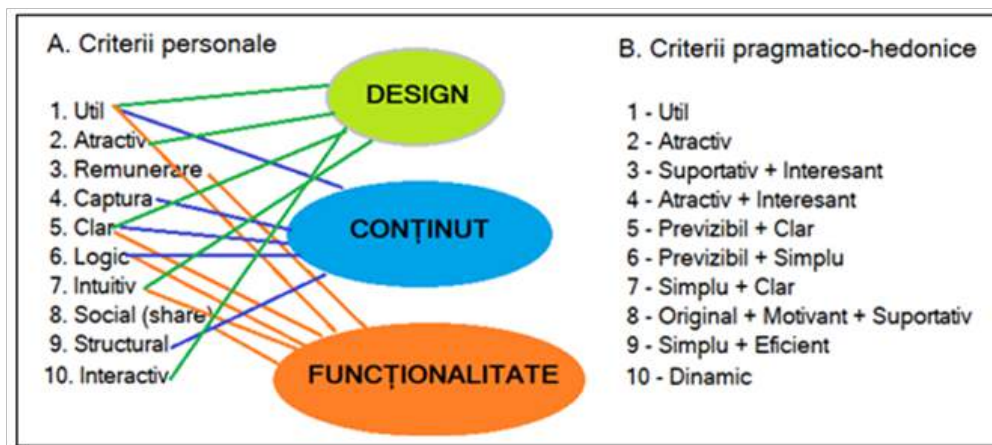 A. Criterii personale
1. Util
2. Atractiv
3. Remunerare
4. Captura
5. Clar
6. Logic
7. Intuitiv
8. Social (share)
9. Structural
10. Interactiv
DESIGN
CONȚINUT
FUNCȚIONALITATE
B. Criterii pragmatico-hedonice
1 - Util
2 - Atractiv
3 - Suportativ + Interesant
4 - Atractiv + Interesant
5 - Previzibil + Clar
6 - Previzibil + Simplu
7 - Simplu + Clar
8 - Original + Motivant + Suportativ
9 - Simplu + Eficient
10 - Dinamic